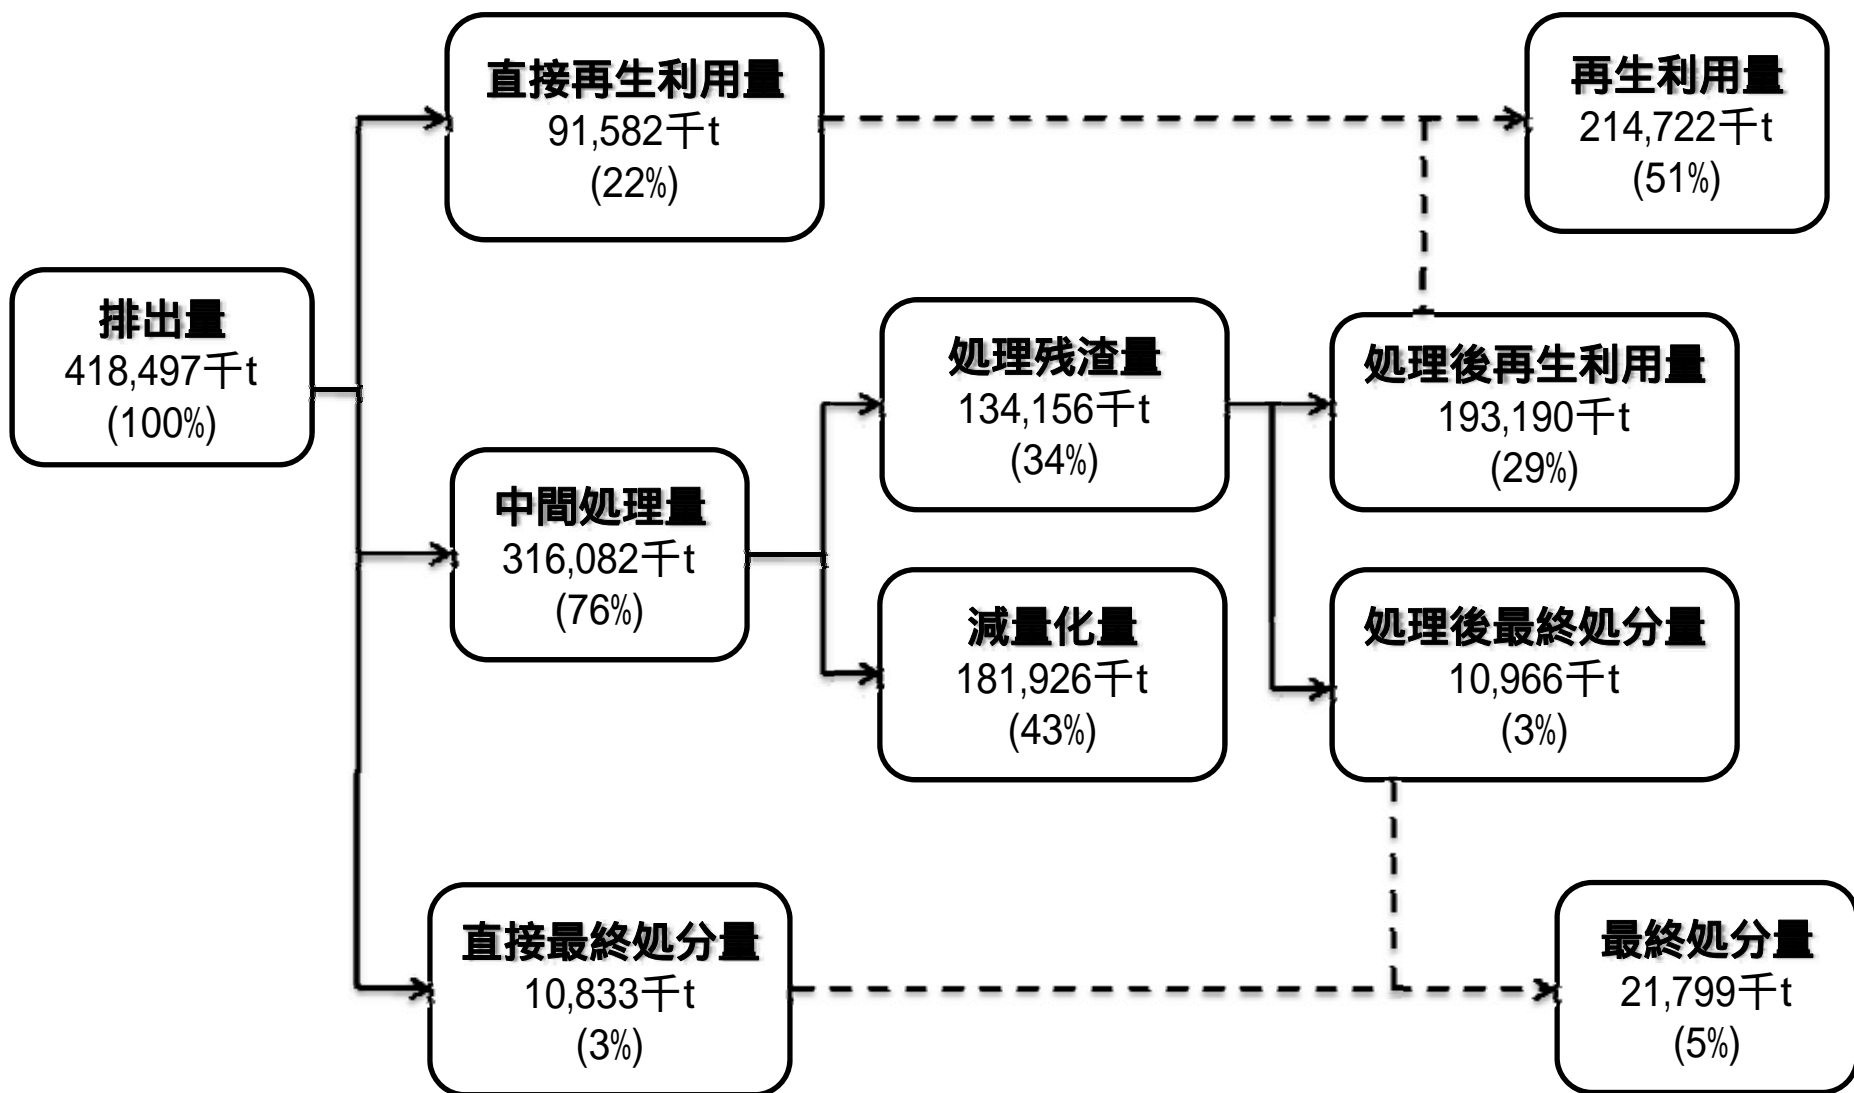 直接再生利用量
91,582千t
(22%)
再生利用量
214,722千t
(51%)
排出量
418,497千t
(100%)
処理残渣量
134,156千t
(34%)
処理後再生利用量
193,190千t
(29%)
中間処理量
316,082千t
(76%)
減量化量
181,926千t
(43%)
処理後最終処分量
10,966千t
(3%)
直接最終処分量
10,833千t
(3%)
最終処分量
21,799千t
(5%)